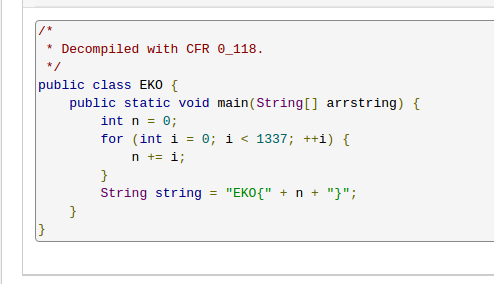 /*
 * Decompiled with CFR 0_118.
 */
public class EKO {
    public static void main(String[] arrstring) {
        int n = 0;
        for (int i = 0; i < 1337; ++i) {
            n += i;
        }
        String string = "EKO{" + n + "}";
    }
}